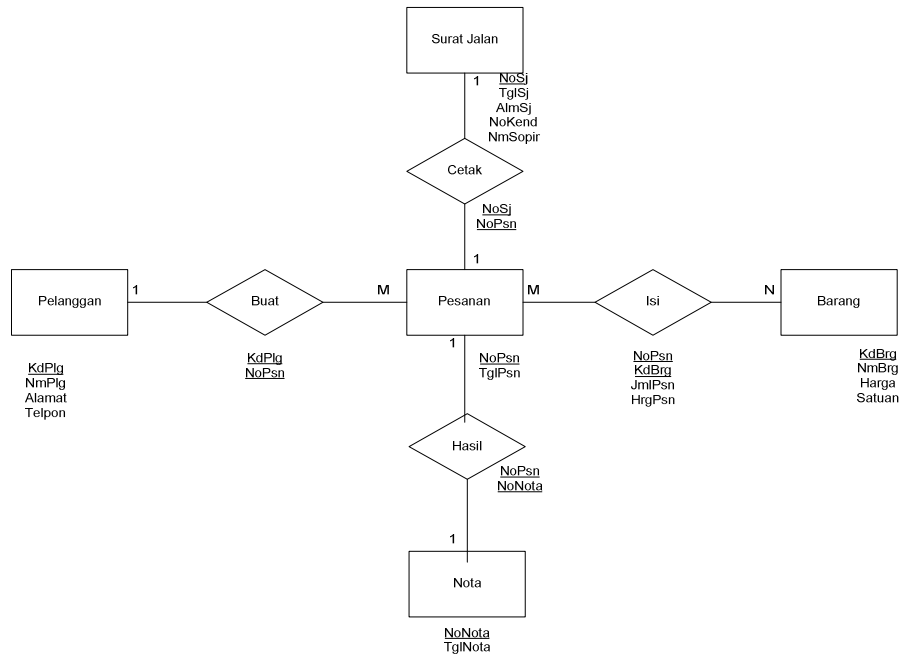 Surat Jalan
1
NoSj
TglSj
AlmSj
NoKend
NmSopir
Cetak
NoSj
NoPsn
1
Pelanggan
1
Buat
M
Pesanan
M
Isi
N
Barang
KdPlg
NmPlg
Alamat
Telpon
KdPlg
NoPsn
1
NoPsn
TglPsn
NoPsn
KdBrg
JmlPsn
HrgPsn
KdBrg
NmBrg
Harga
Satuan
Hasil
NoPsn
NoNota
1
Nota
NoNota
TglNota